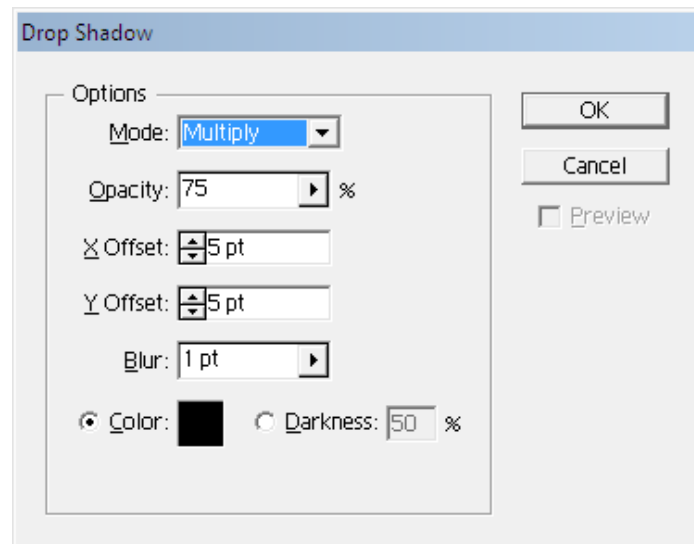 Drop Shadow
Options
Mode: Multiply
OK
Opacity: 75 %
Cancel
Preview
X Offset: 5 pt
Y Offset: 5 pt
Blur: 1 pt
Color: Darkness: 50 %